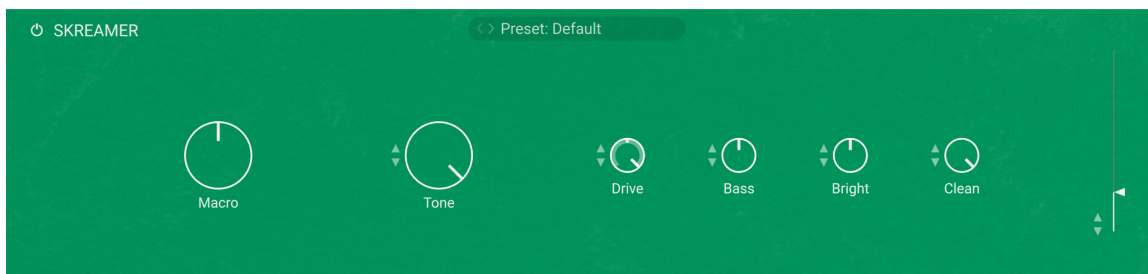 SKREAMER
Preset: Default
Macro
Tone
Drive
Bass
Bright
Clean